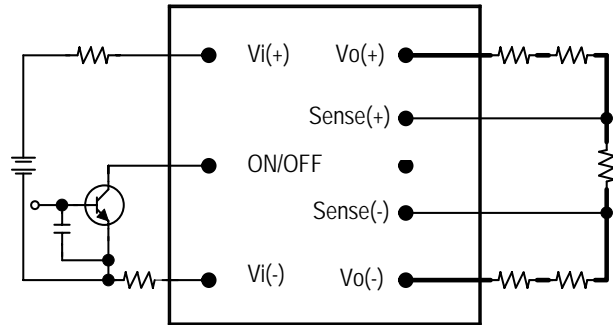 Vi(+) Vo(+)
Sense(+)
ON/OFF
Sense(-)
Vi(-) Vo(-)